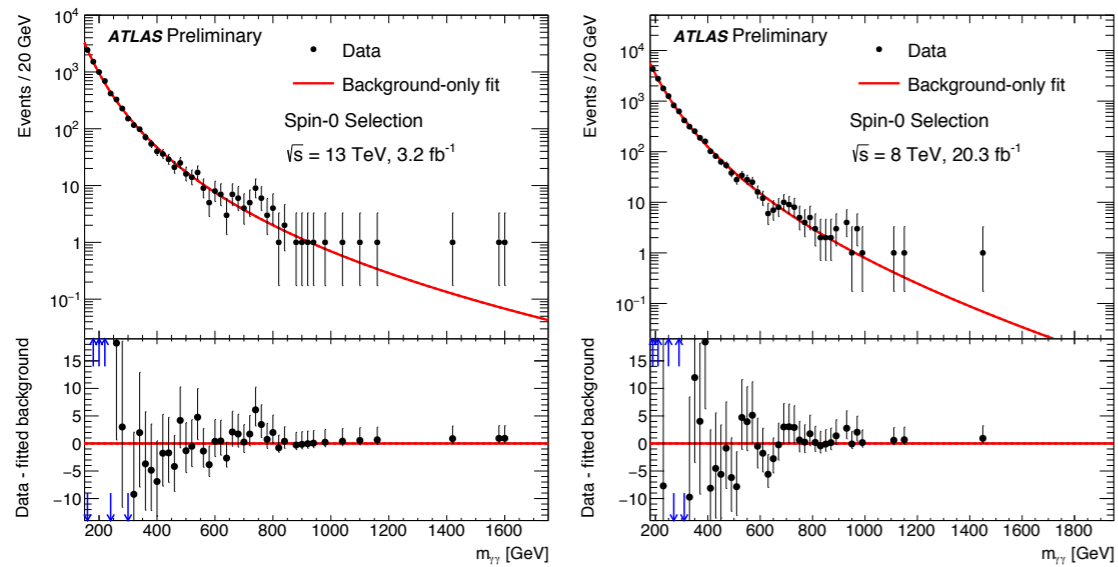 Events / 20 GeV
10⁴
10³
10²
10
1
10⁻¹
ATLAS Preliminary
Data
Background-only fit
Spin-0 Selection
√s = 13 TeV, 3.2 fb⁻¹
Data - fitted background
15
10
5
0
−5
−10
200 400 600 800 1000 1200 1400 1600
mγγ [GeV]
Events / 20 GeV
10⁴
10³
10²
10
1
10⁻¹
ATLAS Preliminary
Data
Background-only fit
Spin-0 Selection
√s = 8 TeV, 20.3 fb⁻¹
Data - fitted background
15
10
5
0
−5
−10
200 400 600 800 1000 1200 1400 1600 1800
mγγ [GeV]